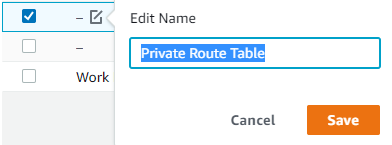 –
Edit Name
Private Route Table
–
Work
Cancel
Save